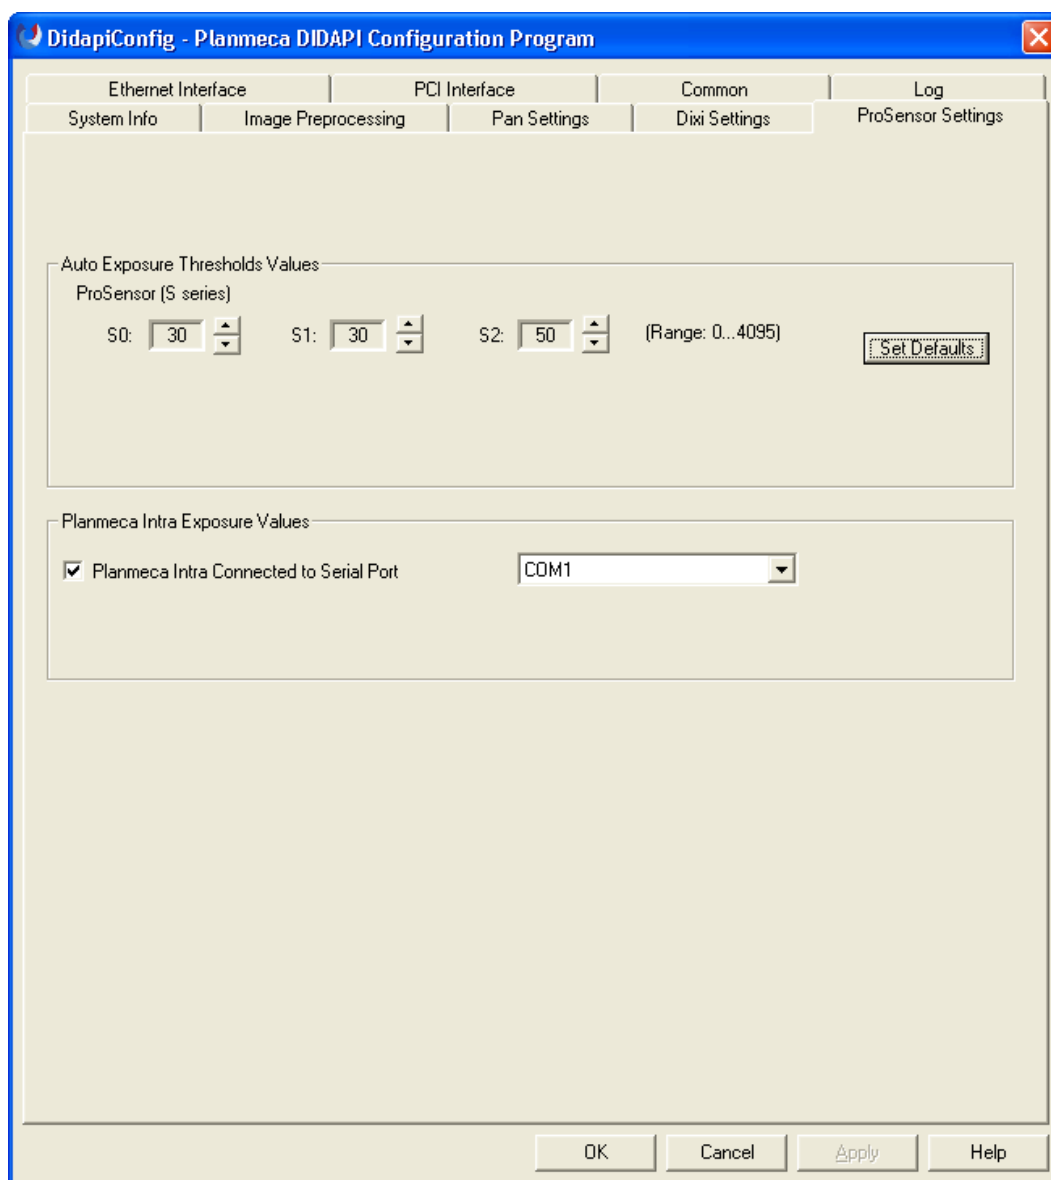 DidapiConfig - Planmeca DIDAPI Configuration Program
Ethernet Interface PCI Interface Common Log
System Info Image Preprocessing Pan Settings Dixi Settings ProSensor Settings
Auto Exposure Thresholds Values
ProSensor (S series)
S0: 30 S1: 30 S2: 50 (Range: 0...4095) Set Defaults
Planmeca Intra Exposure Values
Planmeca Intra Connected to Serial Port COM1
OK Cancel Apply Help